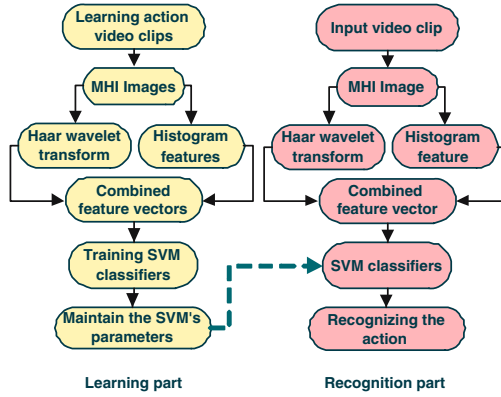 Learning action
video clips
MHI Images
Haar wavelet
transform
Histogram
features
Combined
feature vectors
Training SVM
classifiers
Maintain the SVM's
parameters
Learning part
Input video clip
MHI Image
Haar wavelet
transform
Histogram
feature
Combined
feature vector
SVM classifiers
Recognizing the
action
Recognition part